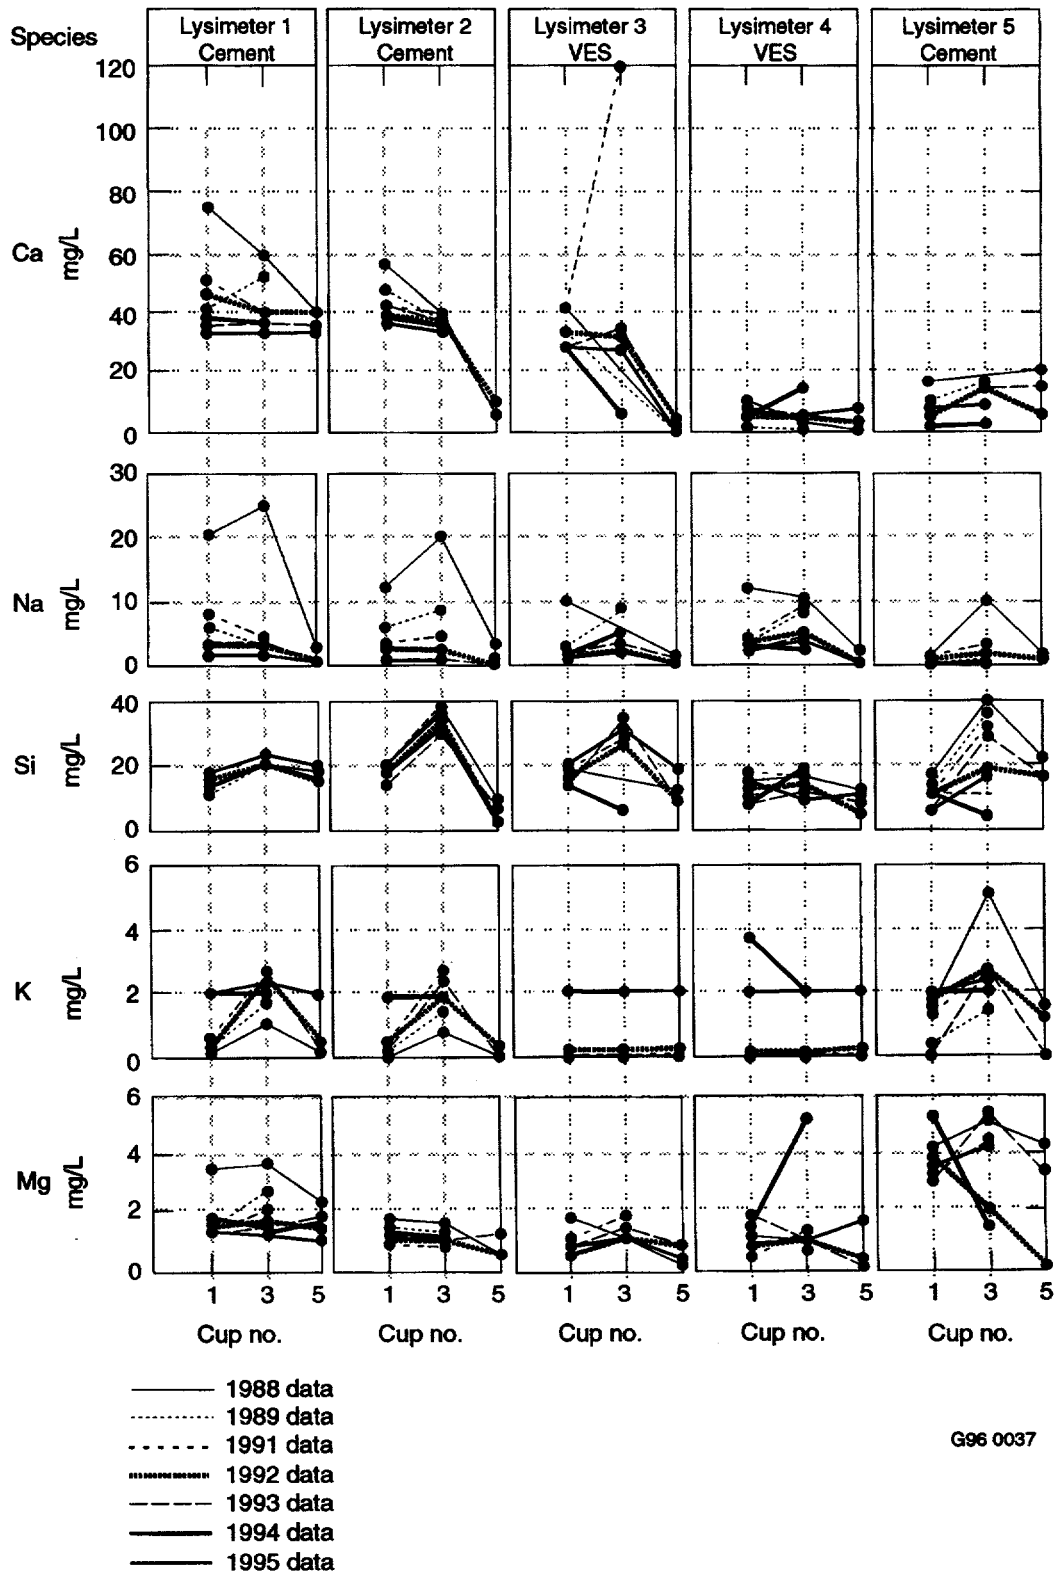 Species
Lysimeter 1
Cement
Lysimeter 2
Cement
Lysimeter 3
VES
Lysimeter 4
VES
Lysimeter 5
Cement
Ca
mg/L
120
100
80
60
40
20
0
Na
mg/L
30
20
10
0
Si
mg/L
40
20
0
K
mg/L
6
4
2
0
Mg
mg/L
6
4
2
0
1 3 5 1 3 5 1 3 5 1 3 5 1 3 5
Cup no. Cup no. Cup no. Cup no. Cup no.
1988 data
1989 data
1991 data
1992 data
1993 data
1994 data
1995 data
G96 0037